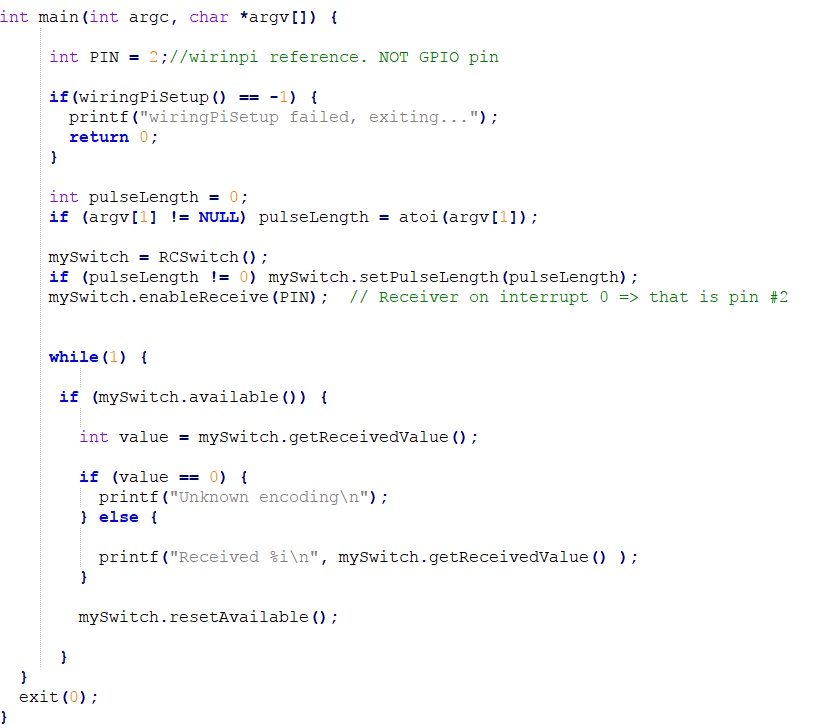 int main(int argc, char *argv[]) {
int PIN = 2;//wirinpi reference. NOT GPIO pin
if(wiringPiSetup() == -1) {
printf("wiringPiSetup failed, exiting...");
return 0;
}
int pulseLength = 0;
if (argv[1] != NULL) pulseLength = atoi(argv[1]);
mySwitch = RCSwitch();
if (pulseLength != 0) mySwitch.setPulseLength(pulseLength);
mySwitch.enableReceive(PIN);  // Receiver on interrupt 0 => that is pin #2
while(1) {
if (mySwitch.available()) {
int value = mySwitch.getReceivedValue();
if (value == 0) {
printf("Unknown encoding\n");
} else {
printf("Received %i\n", mySwitch.getReceivedValue() );
}
mySwitch.resetAvailable();
}
}
exit(0);
}